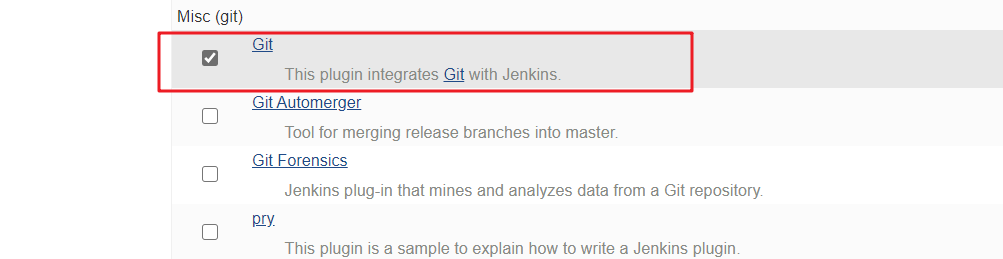 Misc (git)
Git
This plugin integrates Git with Jenkins.
Git Automerger
Tool for merging release branches into master.
Git Forensics
Jenkins plug-in that mines and analyzes data from a Git repository.
pry
This plugin is a sample to explain how to write a Jenkins plugin.